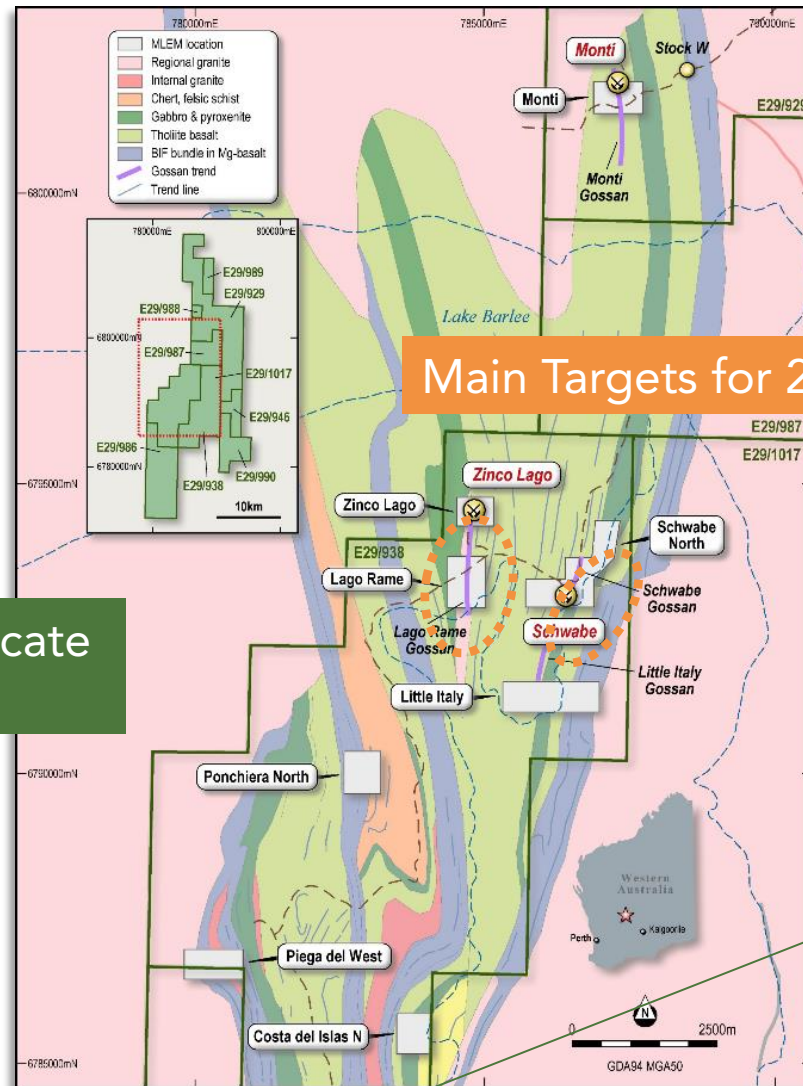 780000mE
785000mE
790000mE
MLEM location
Regional granite
Internal granite
Chert, felsic schist
Gabbro & pyroxenite
Tholiite basalt
BIF bundle in Mg-basalt
Gossan trend
Trend line
Monti
Stock W
Monti
E29/929
Monti
Gossan
6800000mN
780000mE
800000mE
E29/989
E29/929
E29/988
6800000mN
E29/987
E29/1017
E29/946
E29/986
6780000mN
E29/990
E29/938
10km
Lake Barlee
Main Targets for 2
E29/987
E29/1017
6795000mN
Zinco Lago
Zinco Lago
Schwabe
North
E29/938
Lago Rame
Schwabe
Gossan
Lago Rame
Gossan
Schwabe
cate
Little Italy
Gossan
Little Italy
6790000mN
Ponchiera North
Western
Australia
Perth
Kalgoorlie
Piega del West
Costa del Islas N
N
0
2500m
GDA94 MGA50
6785000mN